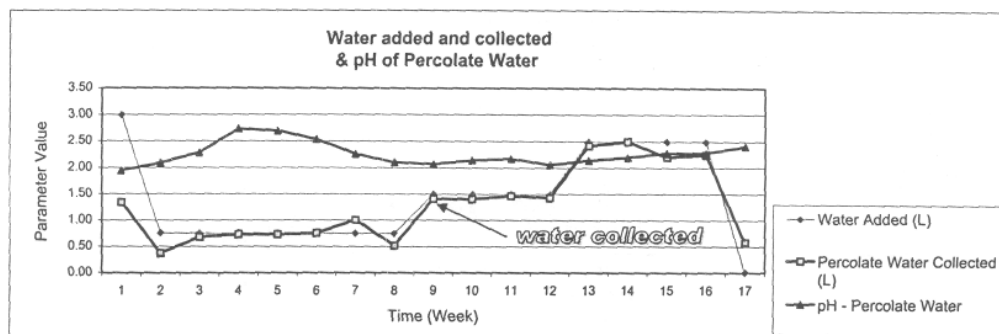 Water added and collected
& pH of Percolate Water
Parameter Value
3.50
3.00
2.50
2.00
1.50
1.00
0.50
0.00
water collected
1 2 3 4 5 6 7 8 9 10 11 12 13 14 15 16 17
Time (Week)
Water Added (L)
Percolate Water Collected
(L)
pH - Percolate Water